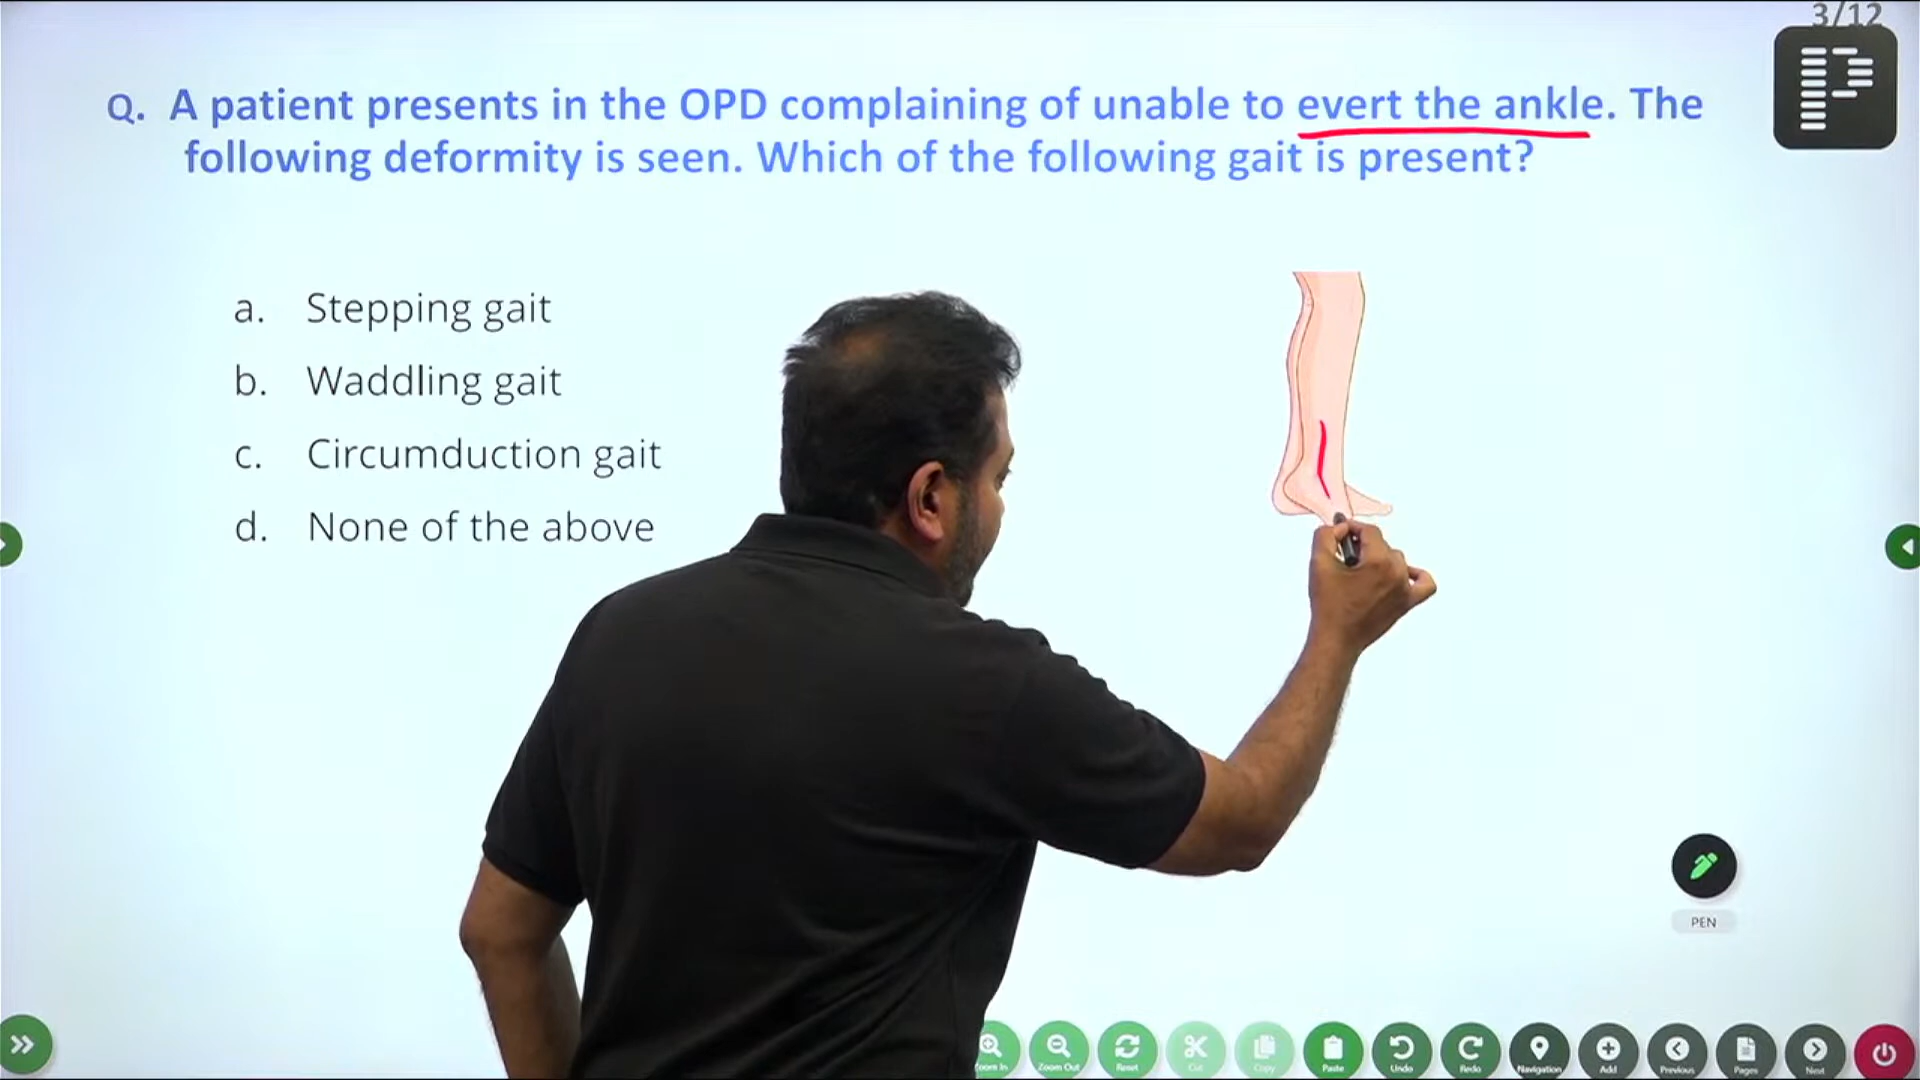 3/12
Q. A patient presents in the OPD complaining of unable to evert the ankle. The
following deformity is seen. Which of the following gait is present?
a. Stepping gait
b. Waddling gait
c. Circumduction gait
d. None of the above
PEN
Zoom In Zoom Out Reset Cut Copy Paste Undo Redo Navigation Add Previous Pages Next